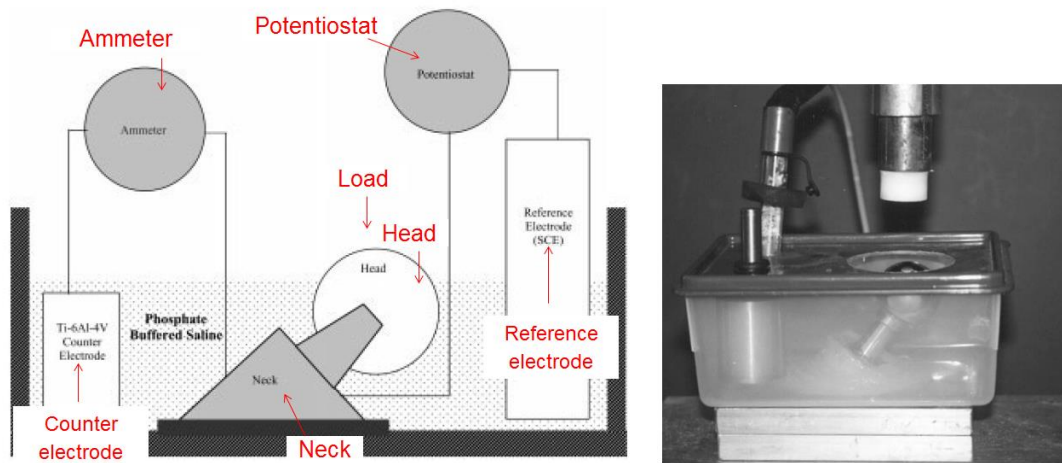 Ammeter
Potentiostat
Potentiostat
Ammeter
Load
Head
Head
Reference
Electrode
(SCE)
Ti-6Al-4V
Counter
Electrode
Phosphate
Buffered Saline
Reference
electrode
Neck
Counter
electrode
Neck